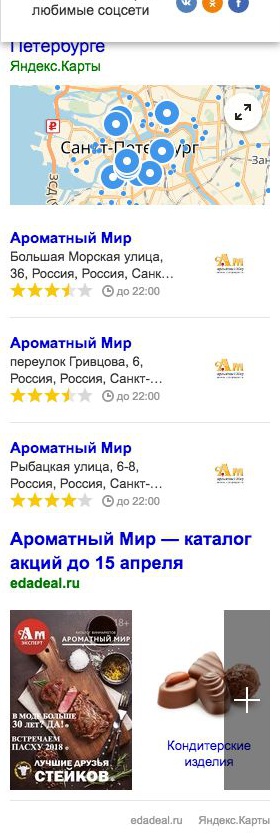 любимые соцсети
Петербурге
Яндекс.Карты
Санкт-Петербург
ЗСД
Ароматный Мир
Большая Морская улица,
36, Россия, Россия, Санк...
до 22:00
Ароматный Мир
переулок Гривцова, 6,
Россия, Россия, Санкт-...
до 22:00
Ароматный Мир
Рыбацкая улица, 6-8,
Россия, Россия, Санкт-...
до 22:00
Ароматный Мир — каталог
акций до 15 апреля
edadeal.ru
18+
Ам
ЭКСПЕРТ
АРОМАТНЫЙ МИР
В МОДЕ БОЛЬШЕ
30 ЛЕТ? ДА!
ВСТРЕЧАЕМ
ПАСХУ 2018
ЛУЧШИЕ ДРУЗЬЯ
СТЕЙКОВ
Кондитерские
изделия
edadeal.ru Яндекс.Карты